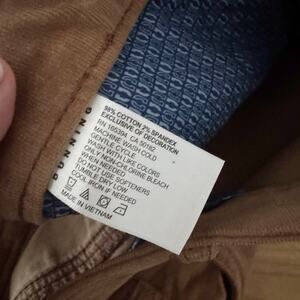 98% COTTON 2% SPANDEX
EXCLUSIVE OF DECORATION
RN 165394 CA 50162
MACHINE WASH COLD
GENTLE CYCLE
WASH WITH LIKE COLORS
ONLY NON-CHLORINE BLEACH
WHEN NEEDED
DO NOT USE SOFTENERS
TUMBLE DRY LOW
COOL IRON IF NEEDED
MADE IN VIETNAM
RUNNING